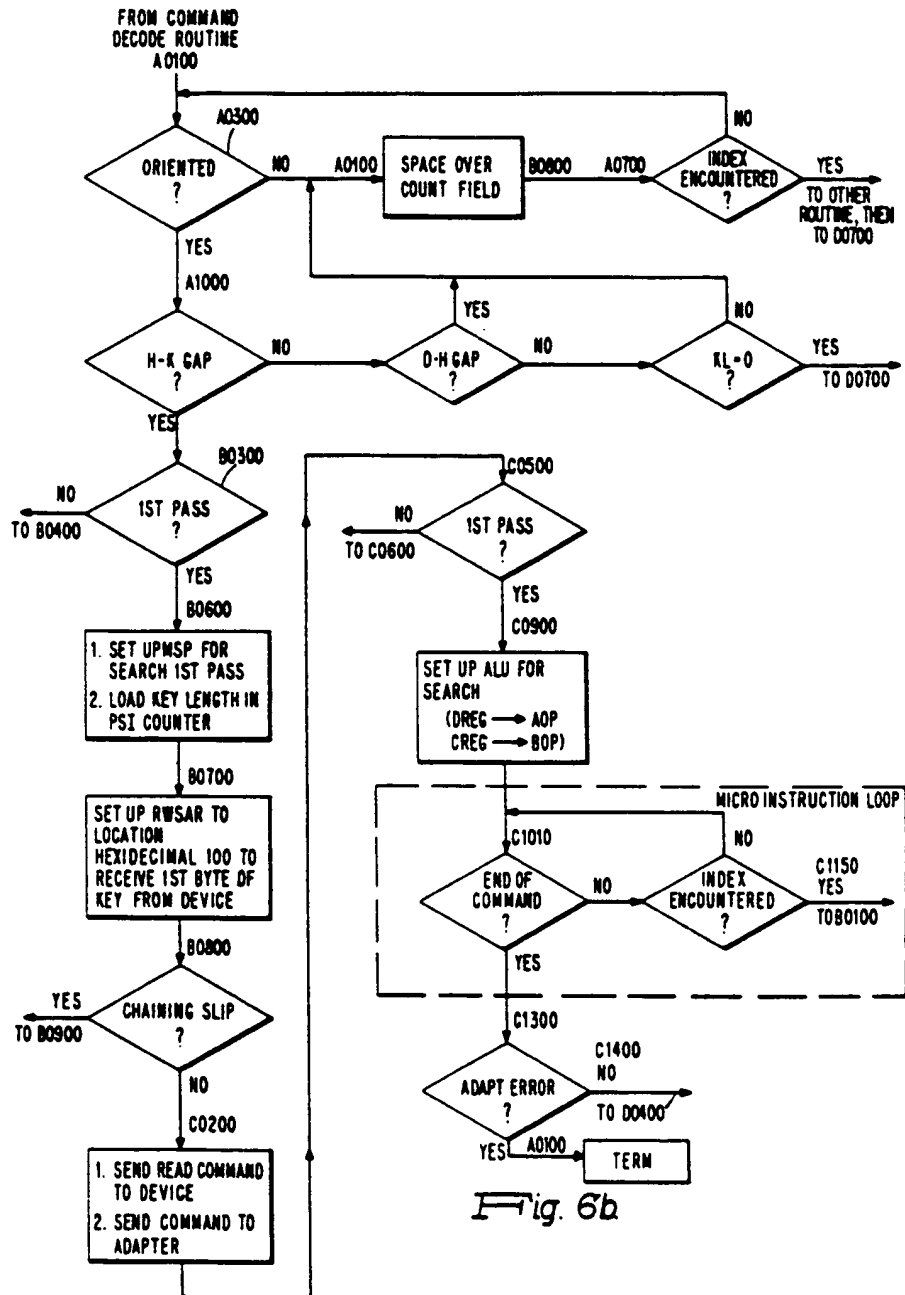 FROM COMMAND
DECODE ROUTINE
A0100
A0300
ORIENTED
?
NO
A0100
SPACE OVER
COUNT FIELD
B0800
A0700
INDEX
ENCOUNTERED
?
NO
YES
TO OTHER
ROUTINE, THEN
TO D0700
YES
A1000
H-K GAP
?
NO
D-H GAP
?
YES
NO
KL=0
?
NO
YES
TO D0700
YES
B0300
1ST PASS
?
NO
TO B0400
YES
B0600
1. SET UPMSP FOR
SEARCH 1ST PASS
2. LOAD KEY LENGTH IN
PSI COUNTER
B0700
SET UP RWSAR TO
LOCATION
HEXIDECIMAL 100 TO
RECEIVE 1ST BYTE OF
KEY FROM DEVICE
B0800
CHAINING SLIP
?
YES
TO B0900
NO
C0200
1. SEND READ COMMAND
TO DEVICE
2. SEND COMMAND TO
ADAPTER
C0500
1ST PASS
?
NO
TO C0600
YES
C0900
SET UP ALU FOR
SEARCH
(DREG → AOP
CREG → BOP)
MICRO INSTRUCTION LOOP
C1010
END OF
COMMAND
?
NO
INDEX
ENCOUNTERED
?
NO
C1150
YES
TO B0100
YES
C1300
ADAPT ERROR
?
C1400
NO
TO D0400
YES
A0100
TERM
Fig. 6b